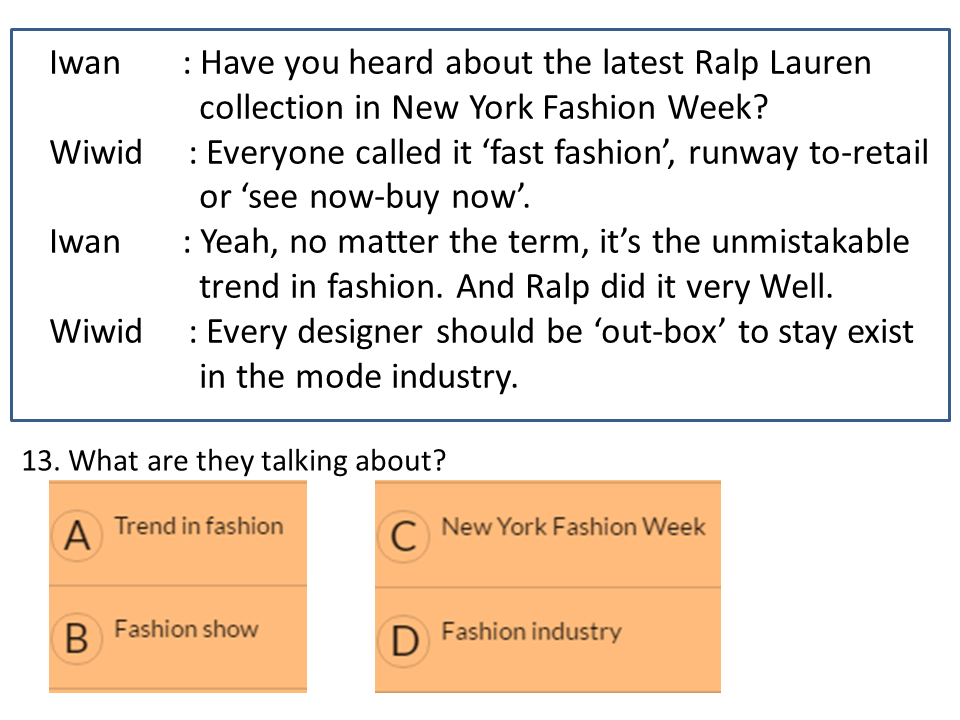 Iwan : Have you heard about the latest Ralp Lauren
collection in New York Fashion Week?
Wiwid : Everyone called it ‘fast fashion’, runway to-retail
or ‘see now-buy now’.
Iwan : Yeah, no matter the term, it’s the unmistakable
trend in fashion. And Ralp did it very Well.
Wiwid : Every designer should be ‘out-box’ to stay exist
in the mode industry.
13. What are they talking about?
A Trend in fashion
B Fashion show
C New York Fashion Week
D Fashion industry